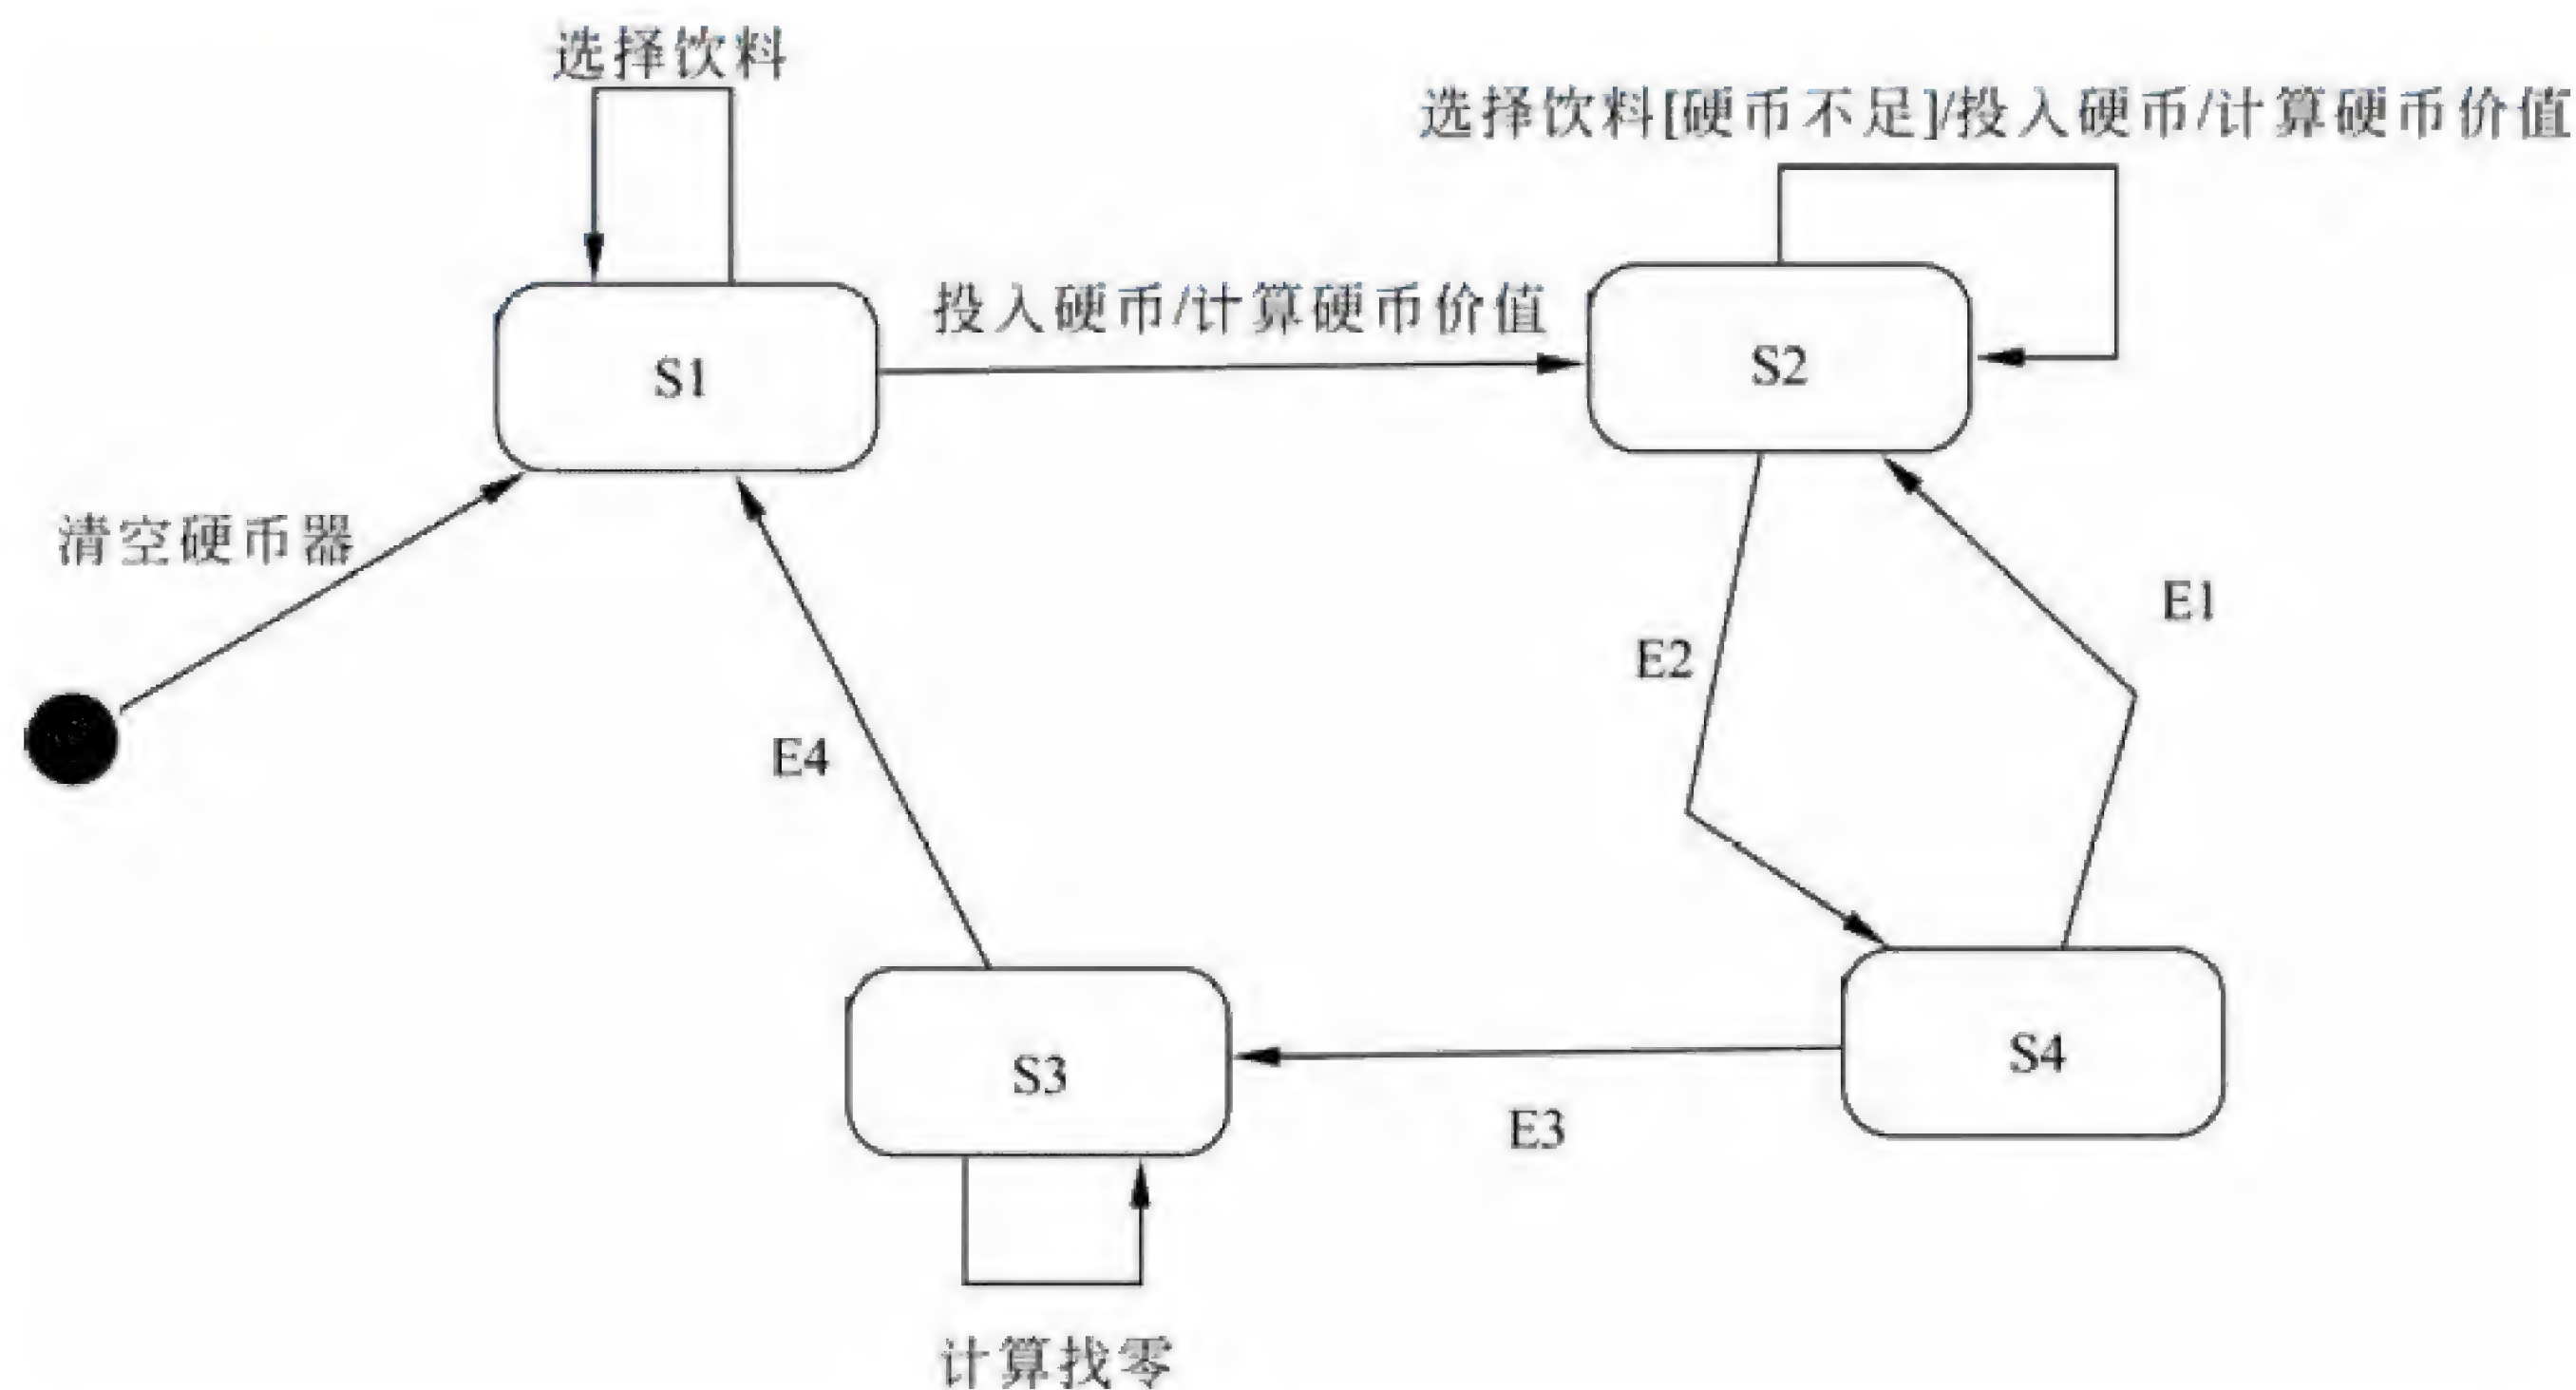 选择饮料
选择饮料[硬币不足]/投入硬币/计算硬币价值
投入硬币/计算硬币价值
S1
S2
清空硬币器
E1
E2
E4
S3
S4
E3
计算找零